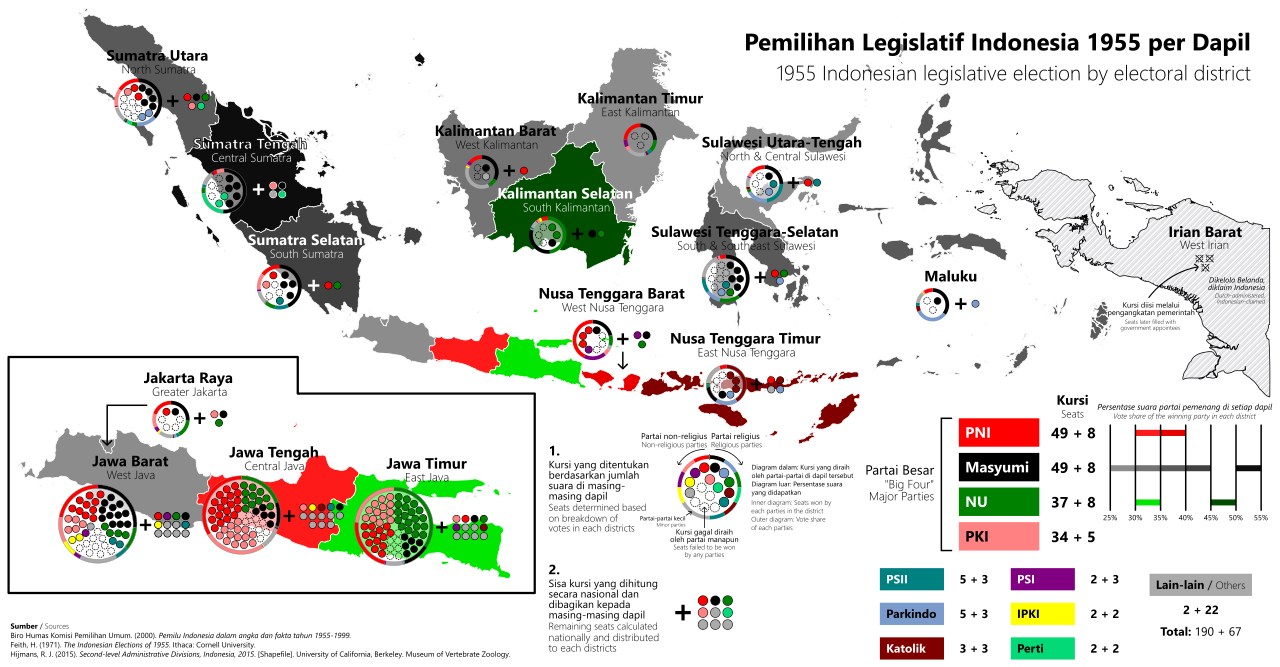 Pemilihan Legislatif Indonesia 1955 per Dapil
1955 Indonesian legislative election by electoral district
Sumatra Utara
North Sumatra
+
Sumatra Tengah
Central Sumatra
+
Sumatra Selatan
South Sumatra
+
Kalimantan Barat
West Kalimantan
+
Kalimantan Timur
East Kalimantan
Kalimantan Selatan
South Kalimantan
+
Sulawesi Utara-Tengah
North & Central Sulawesi
+
Sulawesi Tenggara-Selatan
South & Southeast Sulawesi
+
Maluku
+
Irian Barat
West Irian
Dikelola Belanda,
diklaim Indonesia
Dutch-administered,
Indonesian-claimed
Kursi diisi melalui
pengangkatan pemerintah
Seats later filled with
government appointees
Nusa Tenggara Barat
West Nusa Tenggara
+
Nusa Tenggara Timur
East Nusa Tenggara
+
Jakarta Raya
Greater Jakarta
+
Jawa Barat
West Java
+
Jawa Tengah
Central Java
+
Jawa Timur
East Java
+
1.
Kursi yang ditentukan
berdasarkan jumlah
suara di masing-
masing dapil
Seats determined
based on breakdown of
votes in each districts
Partai non-religius
Non-religious parties
Partai religius
Religious parties
Diagram dalam: Kursi yang diraih
oleh partai-partai di dapil tersebut
Diagram luar: Persentase suara
yang didapatkan
Inner diagram: Seats won by
each parties in the district
Outer diagram: Vote share
of each parties.
Partai-partai kecil
Minor parties
Kursi gagal diraih
oleh partai manapun
Seats failed to be won
by any parties
2.
Sisa kursi yang dihitung
secara nasional dan
dibagikan kepada
masing-masing dapil
Remaining seats calculated
nationally and distributed
to each districts
+
Kursi
Seats
Persentase suara partai pemenang di setiap dapil
Vote share of the winning party in each district
Partai Besar
"Big Four"
Major Parties
PNI 49 + 8
Masyumi 49 + 8
NU 37 + 8
PKI 34 + 5
25% 30% 35% 40% 45% 50% 55%
PSII 5 + 3
Parkindo 5 + 3
Katolik 3 + 3
PSI 2 + 3
IPKI 2 + 2
Perti 2 + 2
Lain-lain / Others
2 + 22
Total: 190 + 67
Sumber / Sources
Biro Humas Komisi Pemilihan Umum. (2000). Pemilu Indonesia dalam angka dan fakta tahun 1955-1999.
Feith, H. (1971). The Indonesian Elections of 1955. Ithaca: Cornell University.
Hijmans, R. J. (2015). Second-level Administrative Divisions, Indonesia, 2015. [Shapefile]. University of California, Berkeley. Museum of Vertebrate Zoology.